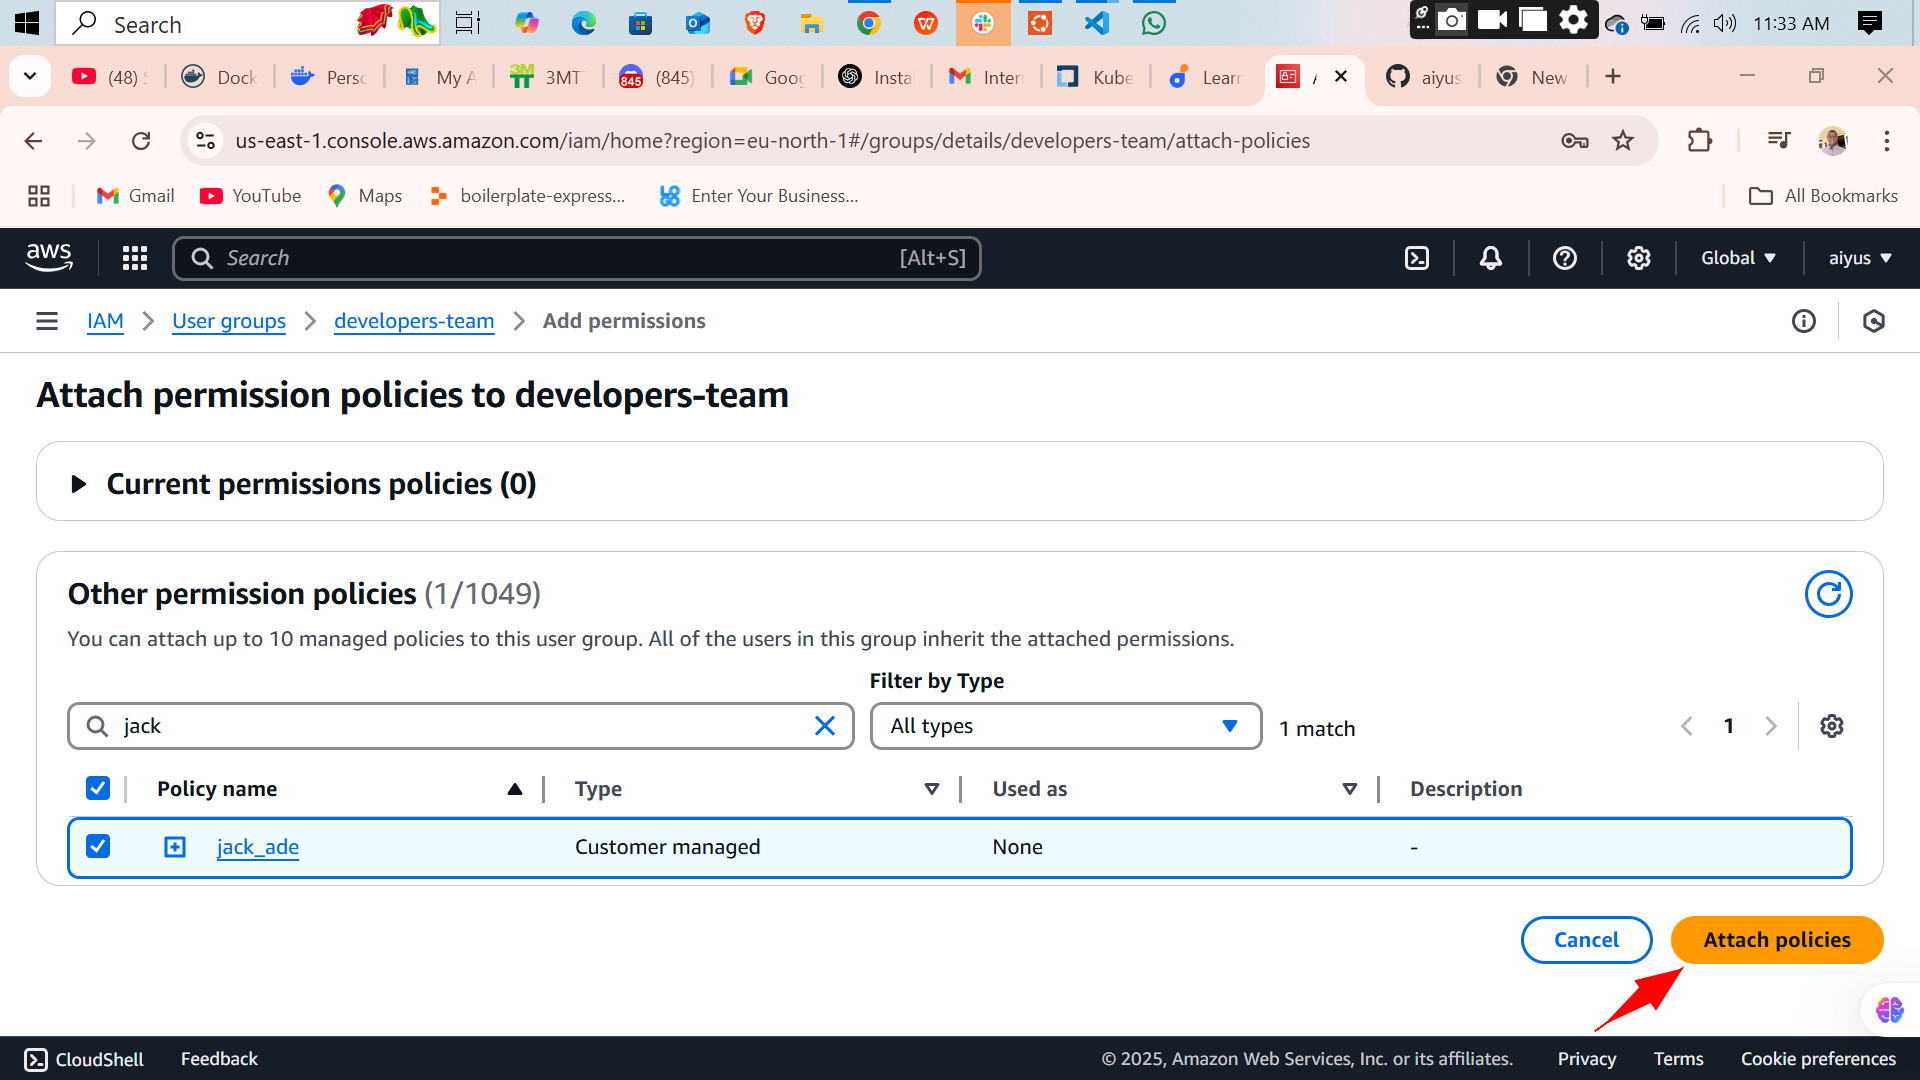 Search
11:33 AM
(48)
Dock
Perso
My A
3MT
845 (845)
Goog
Insta
Inter
Kube
Learn
aiyus
New
us-east-1.console.aws.amazon.com/iam/home?region=eu-north-1#/groups/details/developers-team/attach-policies
Gmail
YouTube
Maps
boilerplate-express...
Enter Your Business...
All Bookmarks
aws
Search
[Alt+S]
Global
aiyus
IAM
User groups
developers-team
Add permissions
Attach permission policies to developers-team
Current permissions policies (0)
Other permission policies (1/1049)
You can attach up to 10 managed policies to this user group. All of the users in this group inherit the attached permissions.
Filter by Type
jack
All types
1 match
1
Policy name
Type
Used as
Description
jack_ade
Customer managed
None
-
Cancel
Attach policies
CloudShell
Feedback
© 2025, Amazon Web Services, Inc. or its affiliates.
Privacy
Terms
Cookie preferences